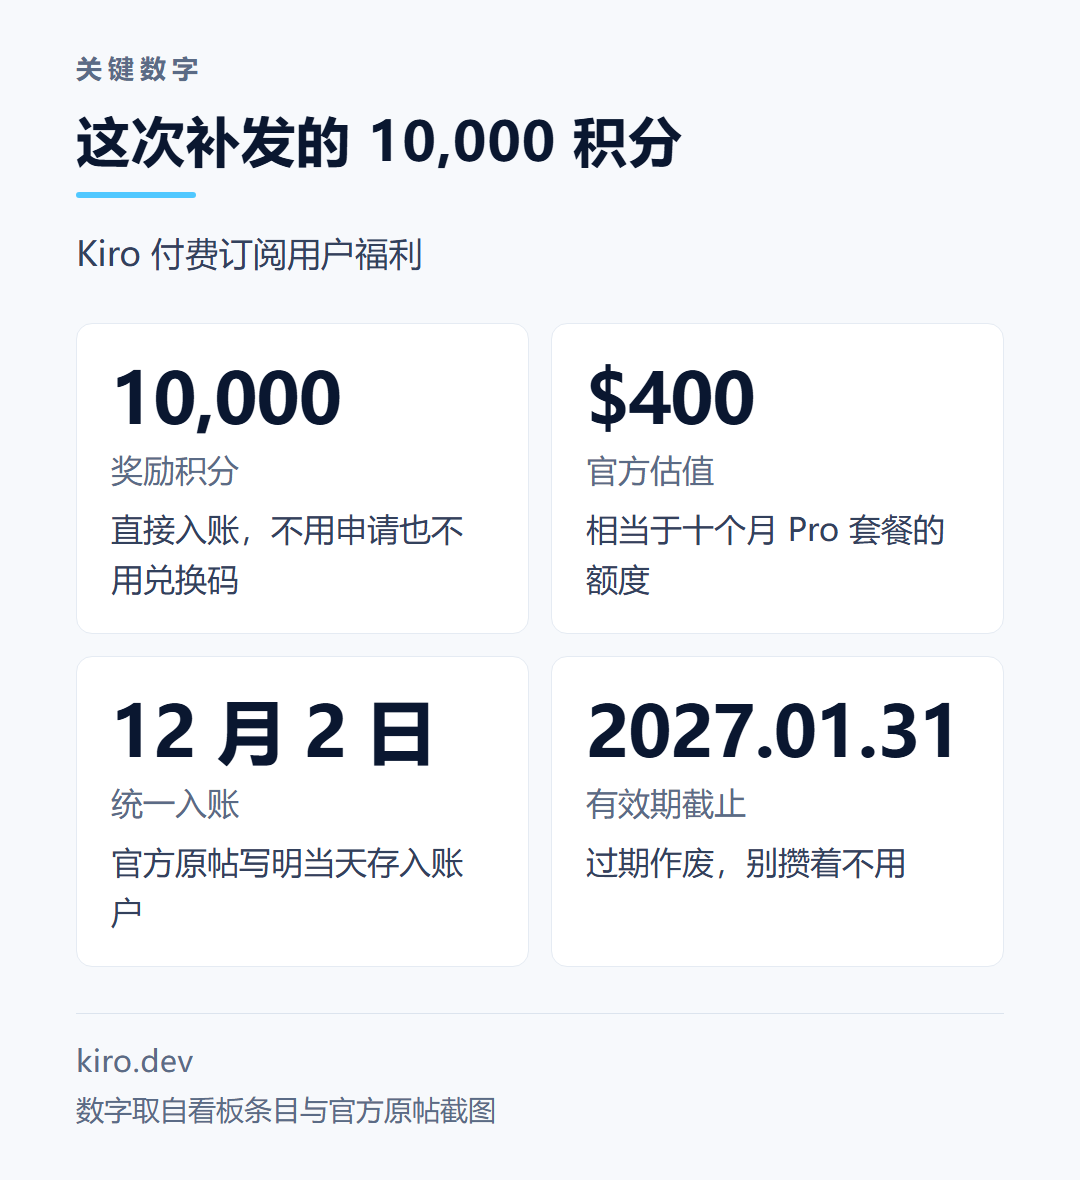 关键数字
这次补发的 10,000 积分
Kiro 付费订阅用户福利
10,000
奖励积分
直接入账，不用申请也不
用兑换码
$400
官方估值
相当于十个月 Pro 套餐的
额度
12 月 2 日
统一入账
官方原帖写明当天存入账
户
2027.01.31
有效期截止
过期作废，别攒着不用
kiro.dev
数字取自看板条目与官方原帖截图